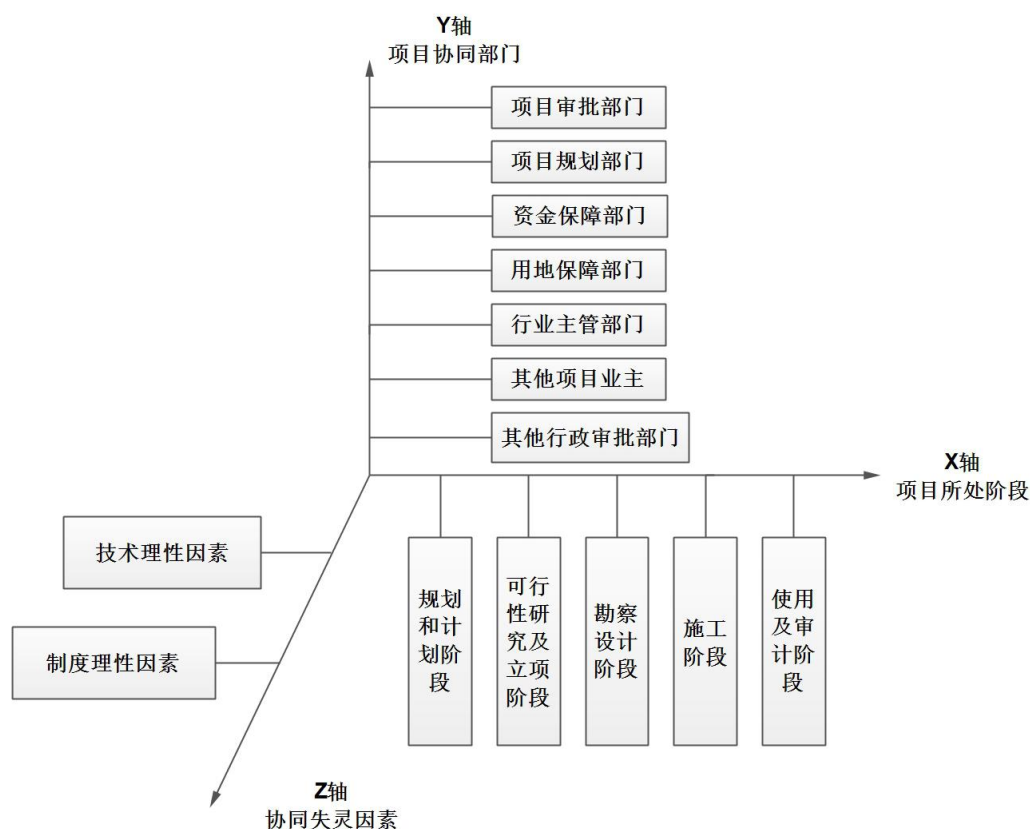 Y轴
项目协同部门
项目审批部门
项目规划部门
资金保障部门
用地保障部门
行业主管部门
其他项目业主
其他行政审批部门
X轴
项目所处阶段
技术理性因素
制度理性因素
规划
和计
划阶
段
可行
性研
究及
立项
阶段
勘察
设计
阶段
施工
阶段
使用
及审
计阶
段
Z轴
协同失灵因素